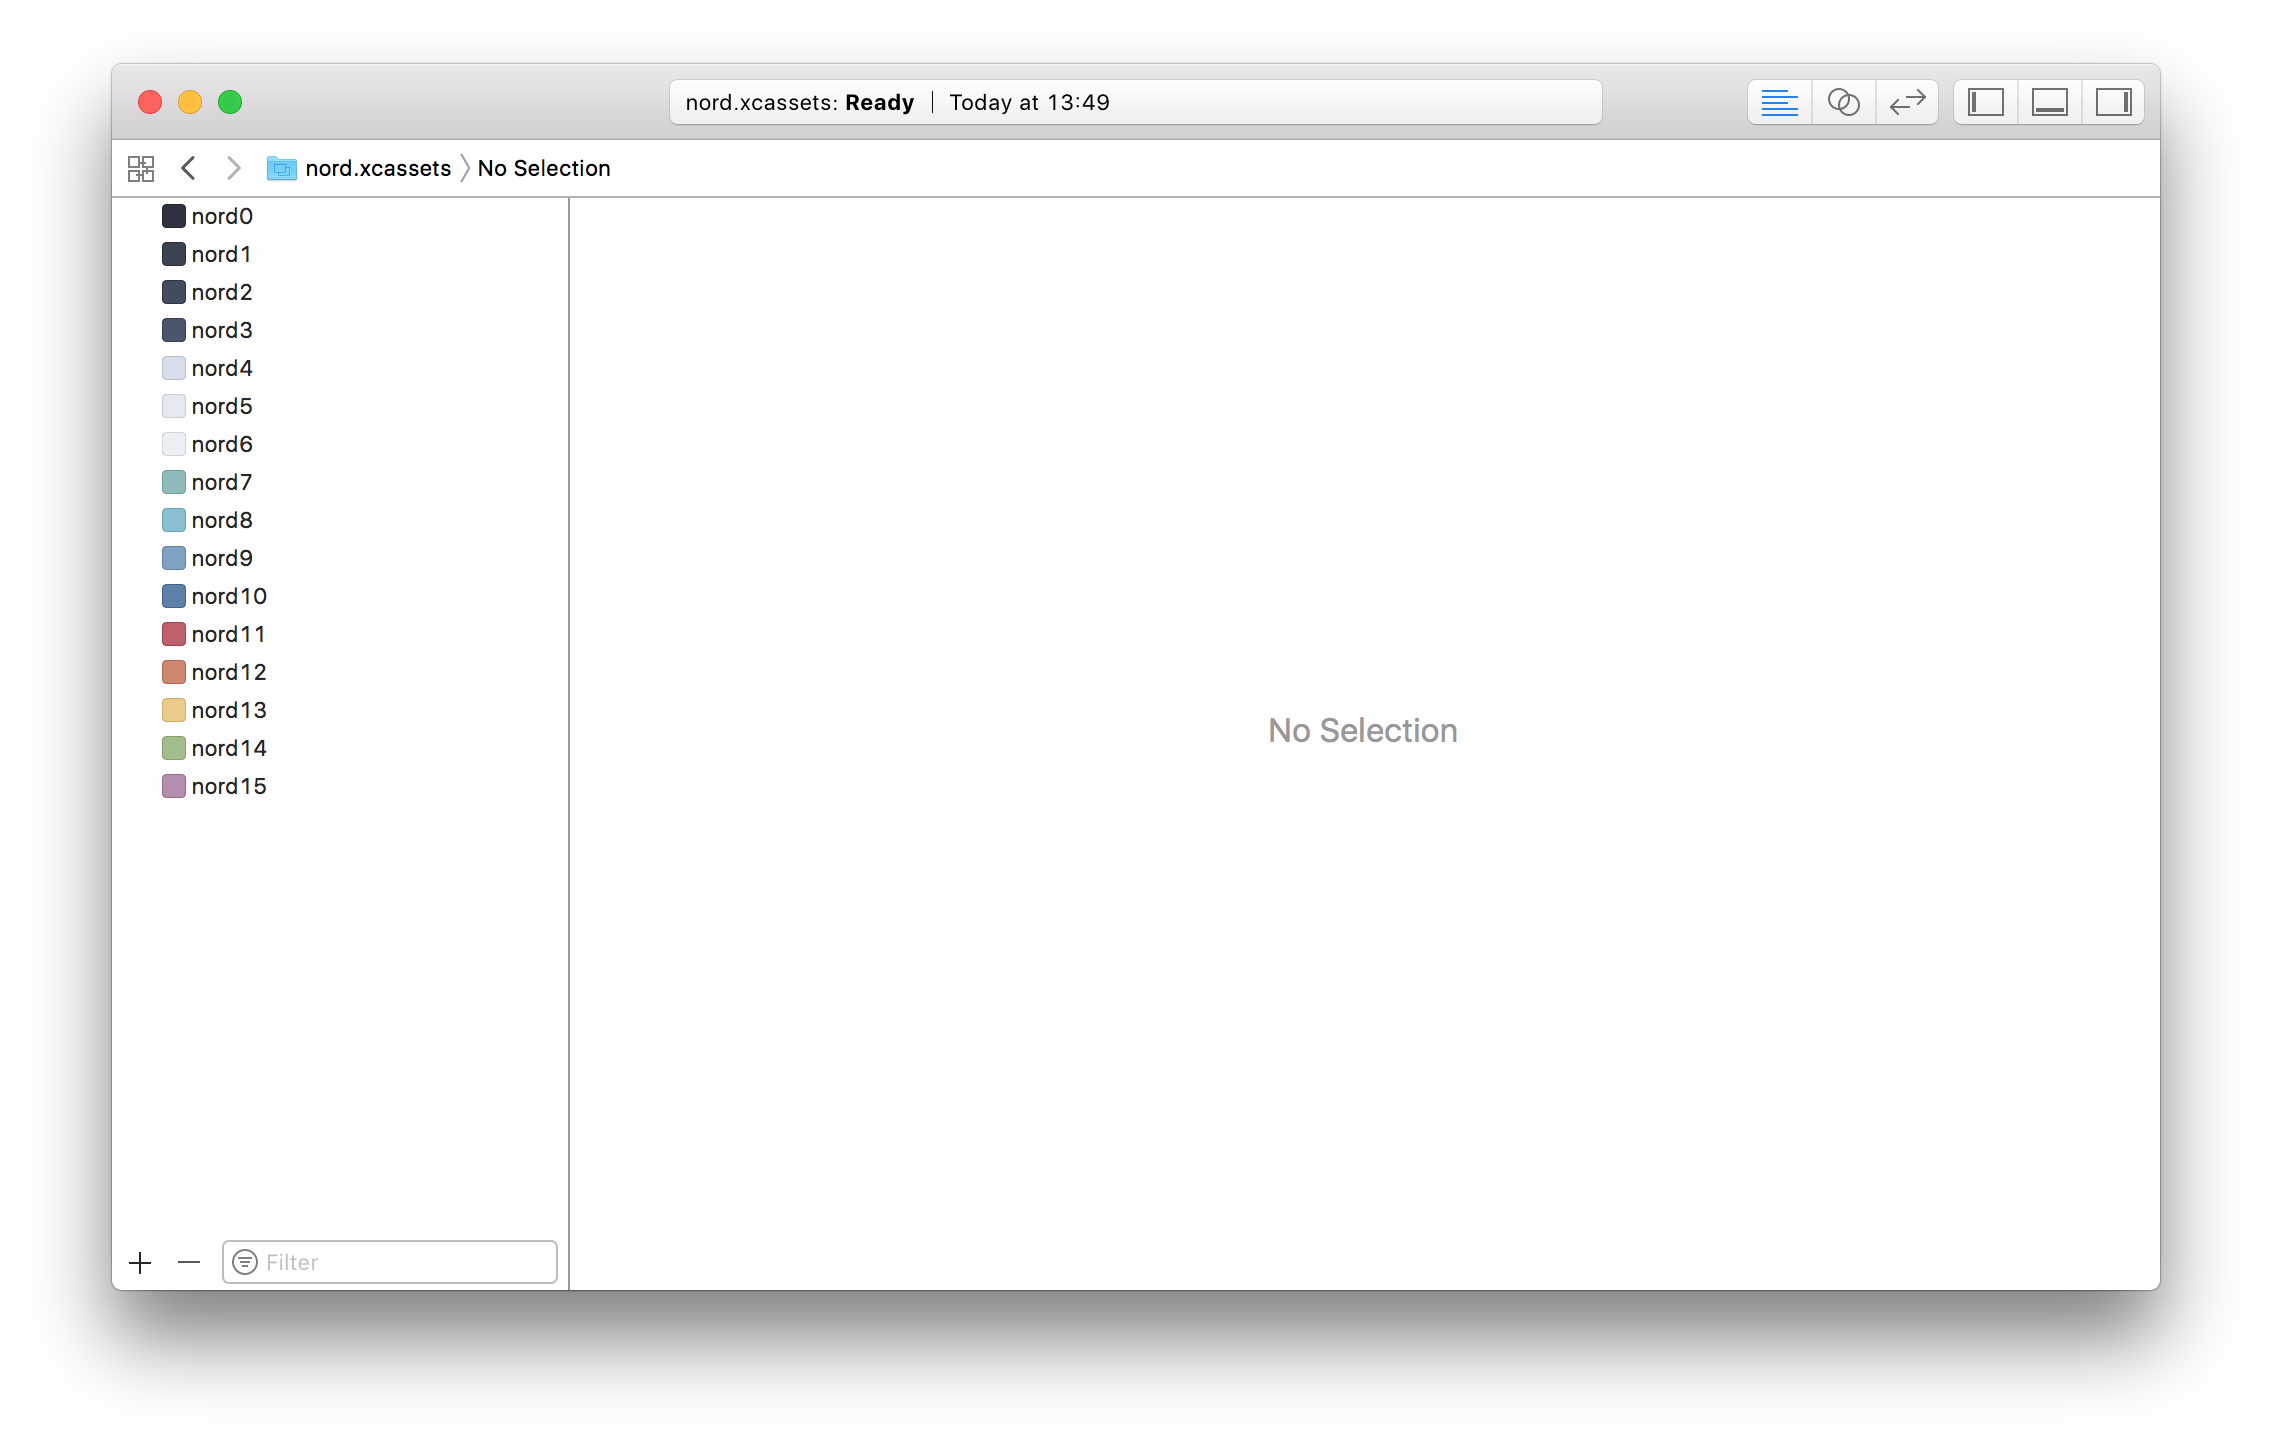 nord.xcassets: Ready | Today at 13:49
nord.xcassets 〉 No Selection
nord0
nord1
nord2
nord3
nord4
nord5
nord6
nord7
nord8
nord9
nord10
nord11
nord12
nord13
nord14
nord15
No Selection
Filter